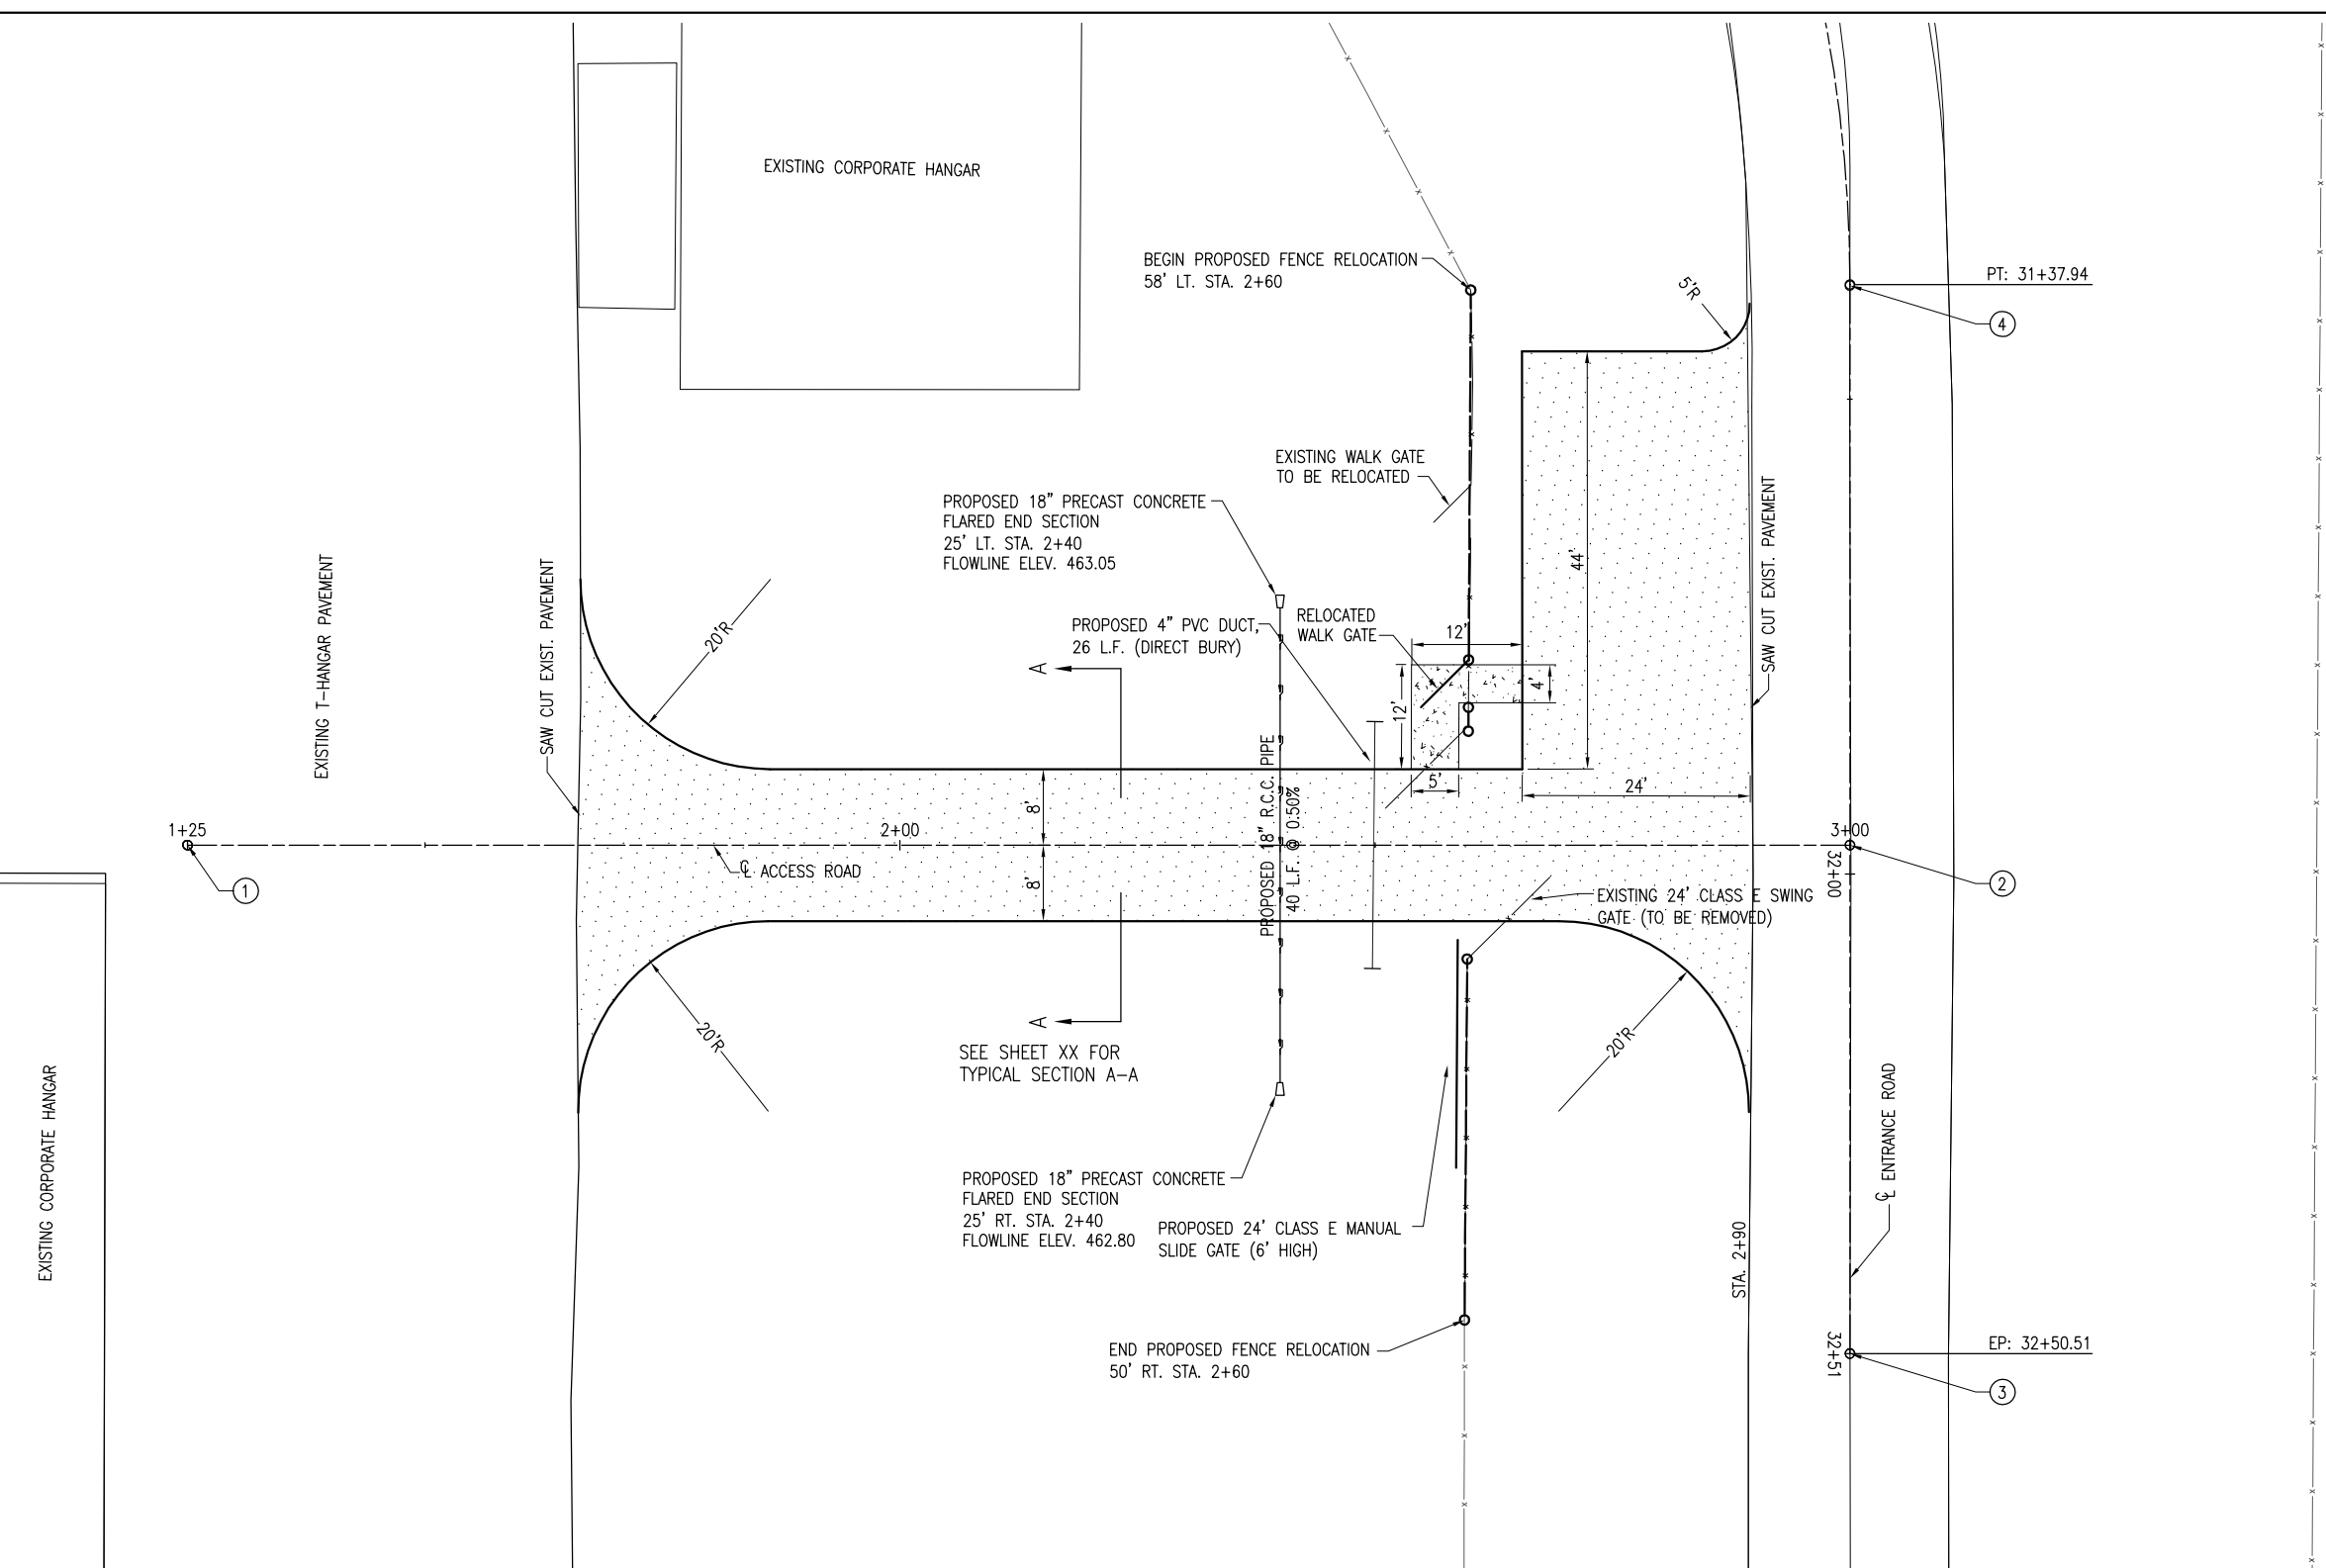 EXISTING CORPORATE HANGAR
BEGIN PROPOSED FENCE RELOCATION
58' LT. STA. 2+60
5'R
PT: 31+37.94
4
EXISTING WALK GATE
TO BE RELOCATED
PROPOSED 18" PRECAST CONCRETE
FLARED END SECTION
25' LT. STA. 2+40
FLOWLINE ELEV. 463.05
EXISTING T-HANGAR PAVEMENT
SAW CUT EXIST. PAVEMENT
20'R
PROPOSED 4" PVC DUCT,
26 L.F. (DIRECT BURY)
RELOCATED
WALK GATE
12'
12'
4'
5'
44'
24'
SAW CUT EXIST. PAVEMENT
A
8'
8'
1+25
1
2+00
℄ ACCESS ROAD
PROPOSED 18" R.C.C. PIPE
40 L.F. @ 0.50%
3+00
32+00
2
EXISTING 24' CLASS E SWING
GATE (TO BE REMOVED)
20'R
A
SEE SHEET XX FOR
TYPICAL SECTION A-A
20'R
EXISTING CORPORATE HANGAR
PROPOSED 18" PRECAST CONCRETE
FLARED END SECTION
25' RT. STA. 2+40
FLOWLINE ELEV. 462.80
PROPOSED 24' CLASS E MANUAL
SLIDE GATE (6' HIGH)
STA. 2+90
℄ ENTRANCE ROAD
END PROPOSED FENCE RELOCATION
50' RT. STA. 2+60
32+51
EP: 32+50.51
3